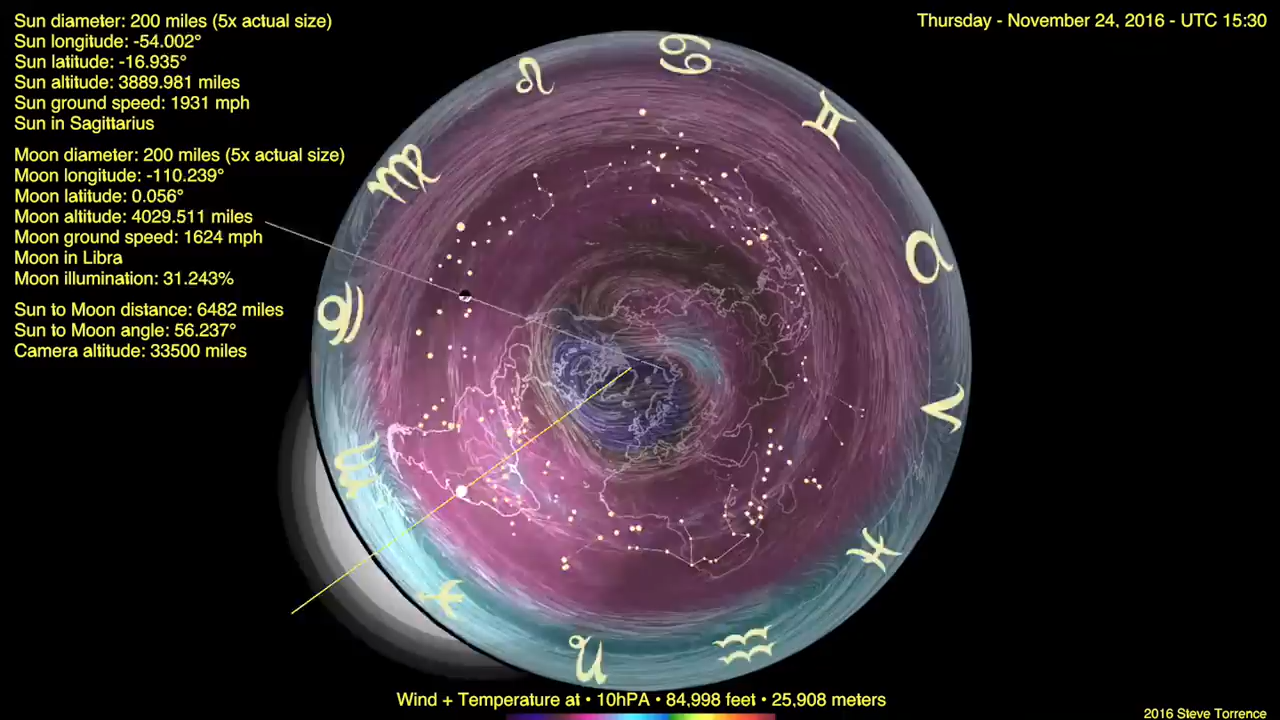 Sun diameter: 200 miles (5x actual size)
Sun longitude: -54.002°
Sun latitude: -16.935°
Sun altitude: 3889.981 miles
Sun ground speed: 1931 mph
Sun in Sagittarius
Moon diameter: 200 miles (5x actual size)
Moon longitude: -110.239°
Moon latitude: 0.056°
Moon altitude: 4029.511 miles
Moon ground speed: 1624 mph
Moon in Libra
Moon illumination: 31.243%
Sun to Moon distance: 6482 miles
Sun to Moon angle: 56.237°
Camera altitude: 33500 miles
Thursday - November 24, 2016 - UTC 15:30
Wind + Temperature at • 10hPA • 84,998 feet • 25,908 meters
2016 Steve Torrence